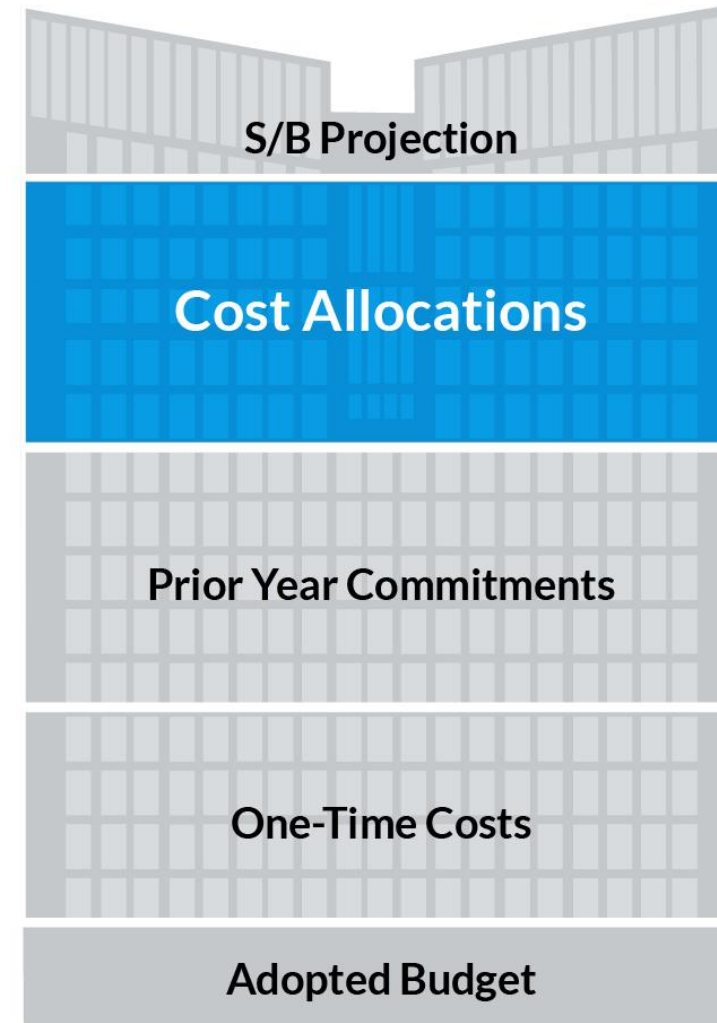 S/B Projection
Cost Allocations
Prior Year Commitments
One-Time Costs
Adopted Budget